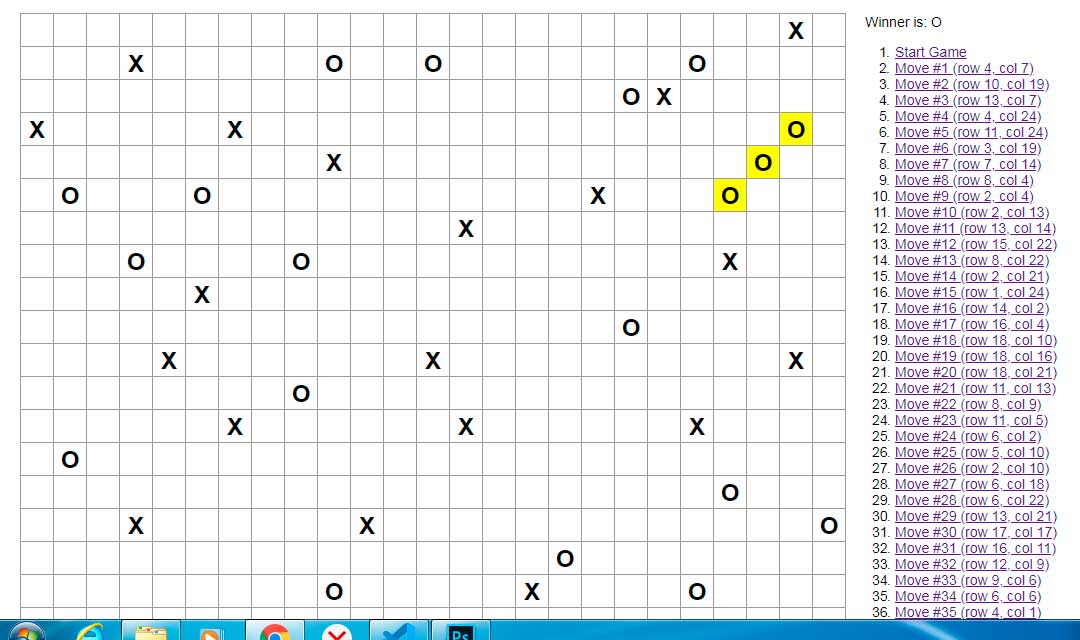 X
X O O O
O X
X X O
X O
O O X O
X
O O X
X
O
X X X
O
X X X
O
O
X X O
O
O X O
Winner is: O
1. Start Game
2. Move #1 (row 4, col 7)
3. Move #2 (row 10, col 19)
4. Move #3 (row 13, col 7)
5. Move #4 (row 4, col 24)
6. Move #5 (row 11, col 24)
7. Move #6 (row 3, col 19)
8. Move #7 (row 7, col 14)
9. Move #8 (row 8, col 4)
10. Move #9 (row 2, col 4)
11. Move #10 (row 2, col 13)
12. Move #11 (row 13, col 14)
13. Move #12 (row 15, col 22)
14. Move #13 (row 8, col 22)
15. Move #14 (row 2, col 21)
16. Move #15 (row 1, col 24)
17. Move #16 (row 14, col 2)
18. Move #17 (row 16, col 4)
19. Move #18 (row 18, col 10)
20. Move #19 (row 18, col 16)
21. Move #20 (row 18, col 21)
22. Move #21 (row 11, col 13)
23. Move #22 (row 8, col 9)
24. Move #23 (row 11, col 5)
25. Move #24 (row 6, col 2)
26. Move #25 (row 5, col 10)
27. Move #26 (row 2, col 10)
28. Move #27 (row 6, col 18)
29. Move #28 (row 6, col 22)
30. Move #29 (row 13, col 21)
31. Move #30 (row 17, col 17)
32. Move #31 (row 16, col 11)
33. Move #32 (row 12, col 9)
34. Move #33 (row 9, col 6)
35. Move #34 (row 6, col 6)
36. Move #35 (row 4, col 1)
Ps